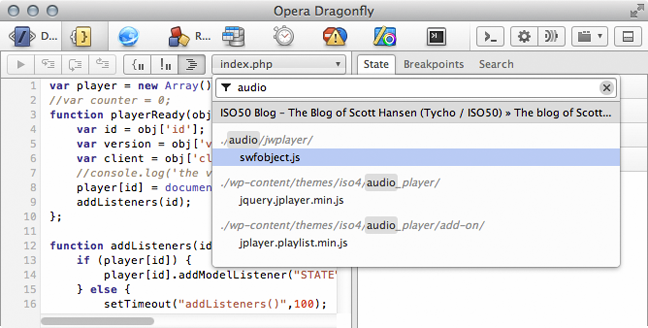 Opera Dragonfly
D...
R...
index.php
State
Breakpoints
Search
audio
ISO50 Blog – The Blog of Scott Hansen (Tycho / ISO50) » The blog of Scott...
./audio/jwplayer/
swfobject.js
./wp-content/themes/iso4/audio_player/
jquery.jplayer.min.js
./wp-content/themes/iso4/audio_player/add-on/
jplayer.playlist.min.js
1 var player = new Array()
2 //var counter = 0;
3 function playerReady(obj
4 var id = obj['id'];
5 var version = obj['v
6 var client = obj['cl
7 //console.log('the v
8 player[id] = documen
9 addListeners(id);
10 };
11
12 function addListeners(id
13 if (player[id]) {
14 player[id].addModelListener("STATE"
15 } else {
16 setTimeout("addListeners()",100);